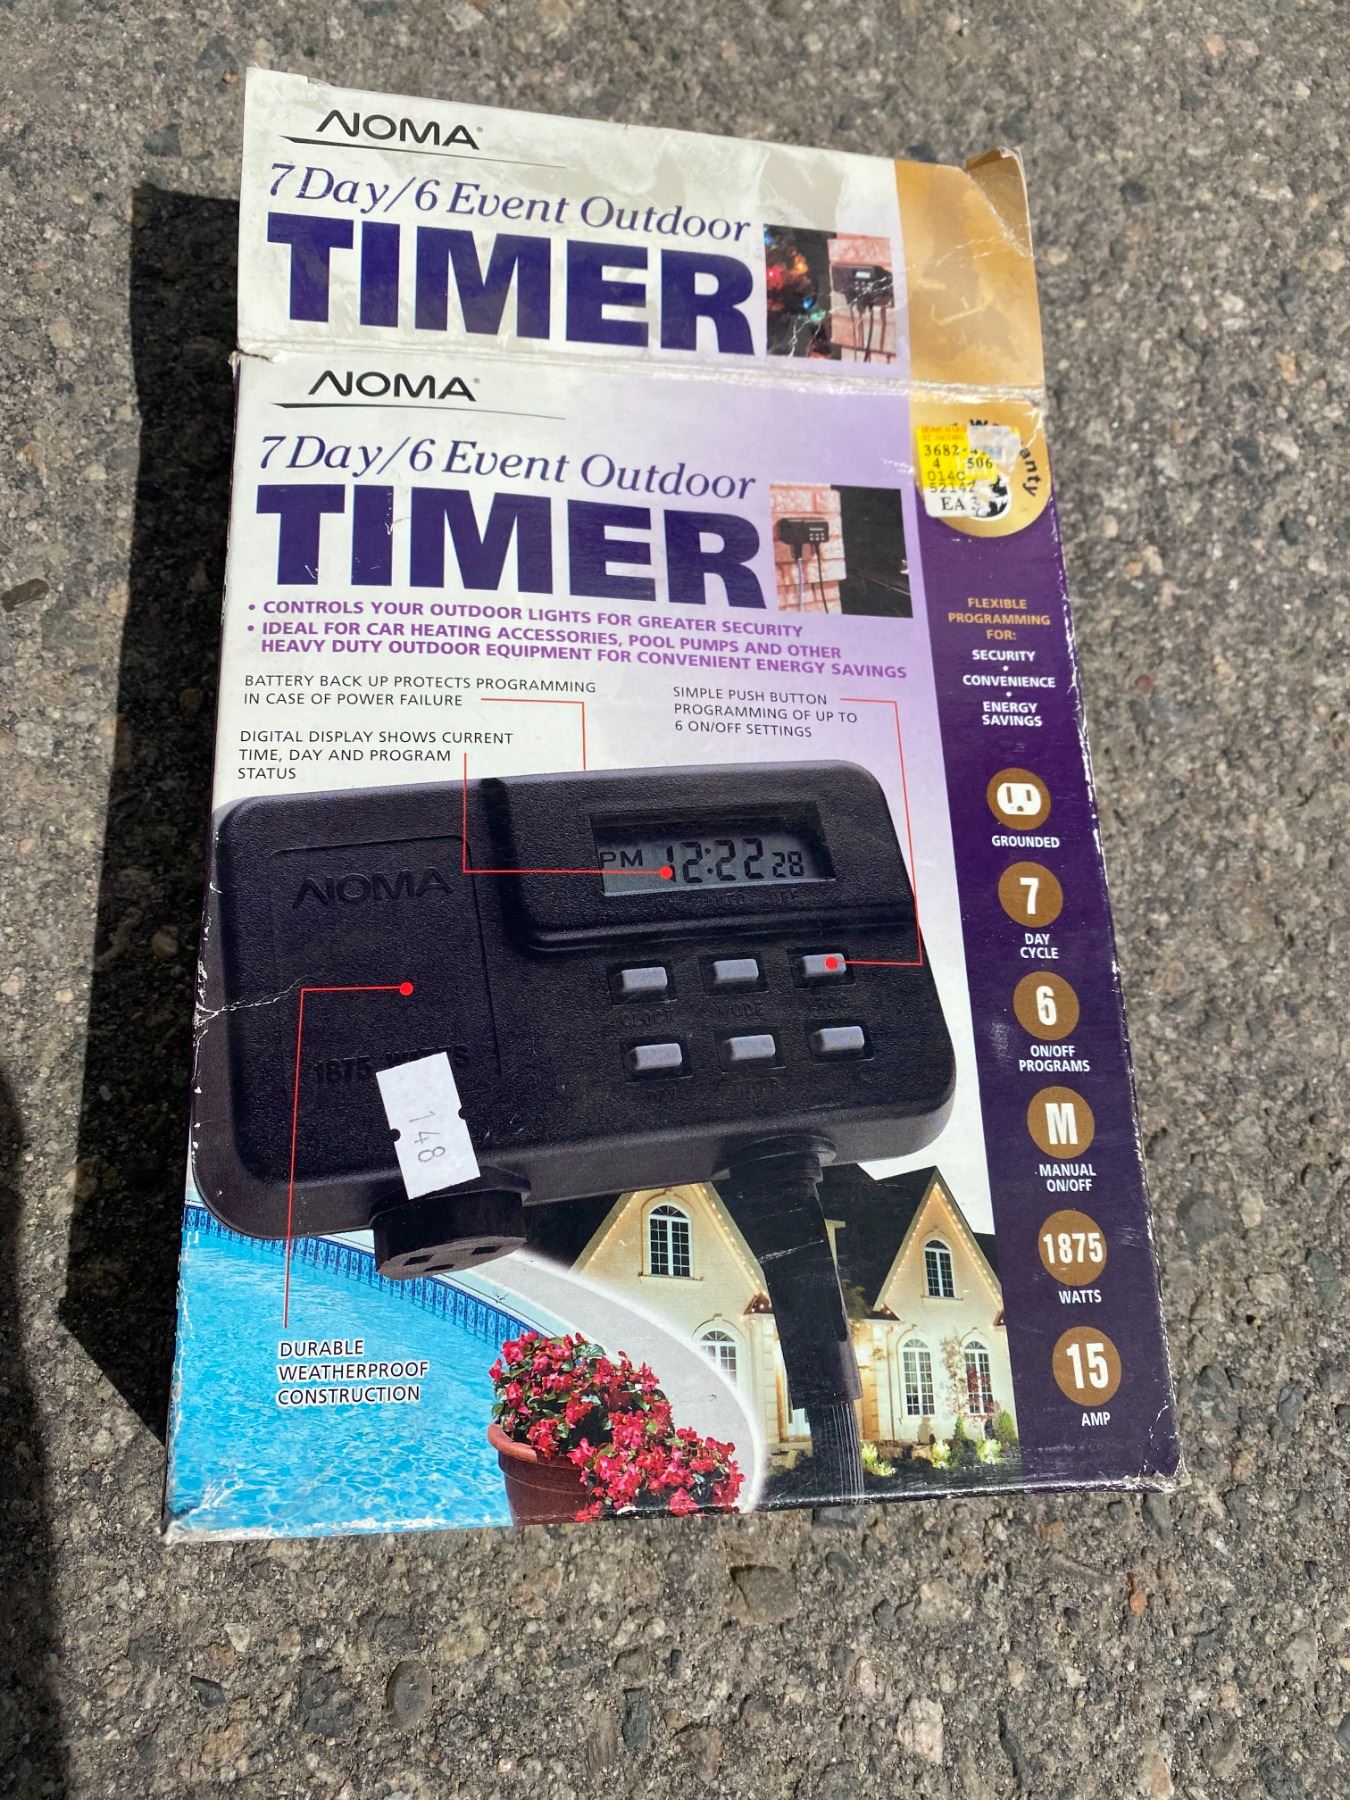 NOMA®
7 Day/6 Event Outdoor
TIMER
NOMA®
7 Day/6 Event Outdoor
TIMER
• CONTROLS YOUR OUTDOOR LIGHTS FOR GREATER SECURITY
• IDEAL FOR CAR HEATING ACCESSORIES, POOL PUMPS AND OTHER
HEAVY DUTY OUTDOOR EQUIPMENT FOR CONVENIENT ENERGY SAVINGS
BATTERY BACK UP PROTECTS PROGRAMMING
IN CASE OF POWER FAILURE
SIMPLE PUSH BUTTON
PROGRAMMING OF UP TO
6 ON/OFF SETTINGS
DIGITAL DISPLAY SHOWS CURRENT
TIME, DAY AND PROGRAM
STATUS
PM 12:22 28
NOMA
148
DURABLE
WEATHERPROOF
CONSTRUCTION
3682
4 506
52142
EA
FLEXIBLE
PROGRAMMING
FOR:
SECURITY
•
CONVENIENCE
•
ENERGY
SAVINGS
GROUNDED
7
DAY
CYCLE
6
ON/OFF
PROGRAMS
M
MANUAL
ON/OFF
1875
WATTS
15
AMP